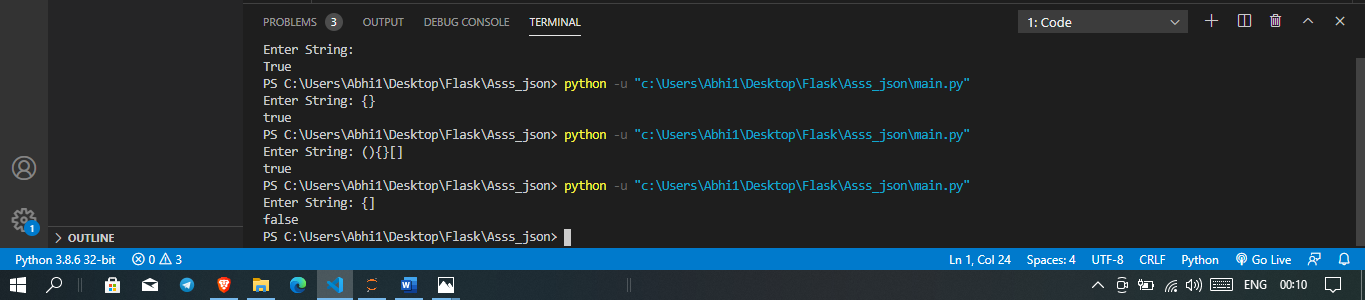 PROBLEMS 3 OUTPUT DEBUG CONSOLE TERMINAL 1: Code
Enter String:
True
PS C:\Users\Abhi1\Desktop\Flask\Asss_json> python -u "c:\Users\Abhi1\Desktop\Flask\Asss_json\main.py"
Enter String: {}
true
PS C:\Users\Abhi1\Desktop\Flask\Asss_json> python -u "c:\Users\Abhi1\Desktop\Flask\Asss_json\main.py"
Enter String: (){}[]
true
PS C:\Users\Abhi1\Desktop\Flask\Asss_json> python -u "c:\Users\Abhi1\Desktop\Flask\Asss_json\main.py"
Enter String: {]
false
PS C:\Users\Abhi1\Desktop\Flask\Asss_json>
1
OUTLINE
Python 3.8.6 32-bit 0 3 Ln 1, Col 24 Spaces: 4 UTF-8 CRLF Python Go Live
ENG 00:10